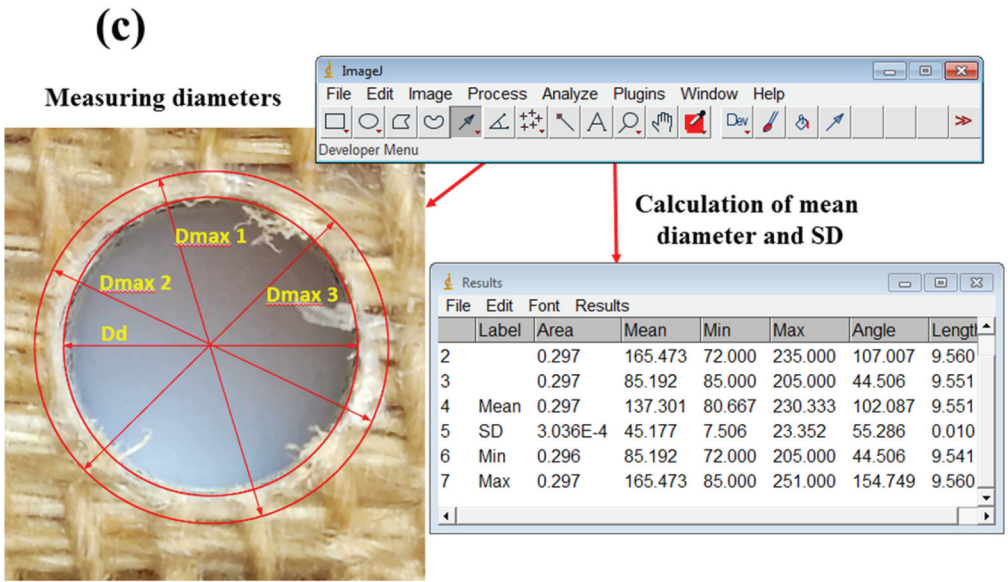 (c)
Measuring diameters
ImageJ
File Edit Image Process Analyze Plugins Window Help
Dev
Developer Menu
Dmax 1
Dmax 2
Dmax 3
Dd
Calculation of mean
diameter and SD
Results
File Edit Font Results
Label Area Mean Min Max Angle Length
2 0.297 165.473 72.000 235.000 107.007 9.560
3 0.297 85.192 85.000 205.000 44.506 9.551
4 Mean 0.297 137.301 80.667 230.333 102.087 9.551
5 SD 3.036E-4 45.177 7.506 23.352 55.286 0.010
6 Min 0.296 85.192 72.000 205.000 44.506 9.541
7 Max 0.297 165.473 85.000 251.000 154.749 9.560